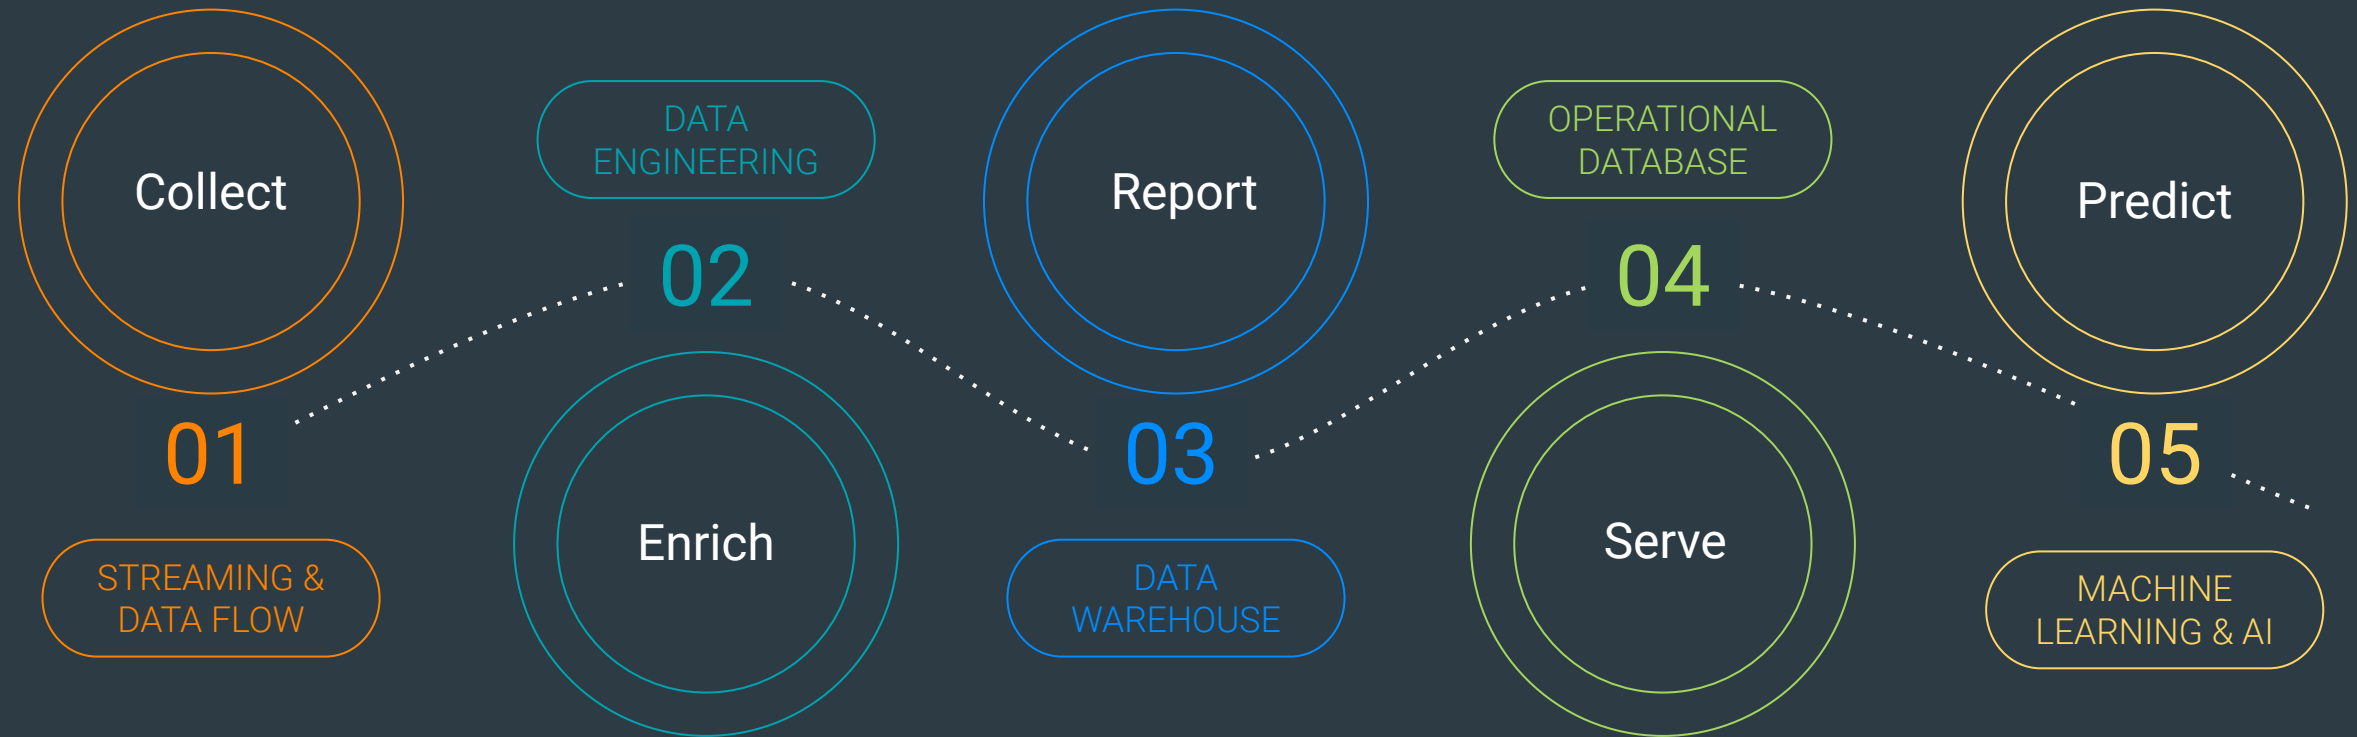 Collect
01
STREAMING &
DATA FLOW
DATA
ENGINEERING
02
Enrich
Report
03
DATA
WAREHOUSE
OPERATIONAL
DATABASE
04
Serve
Predict
05
MACHINE
LEARNING & AI